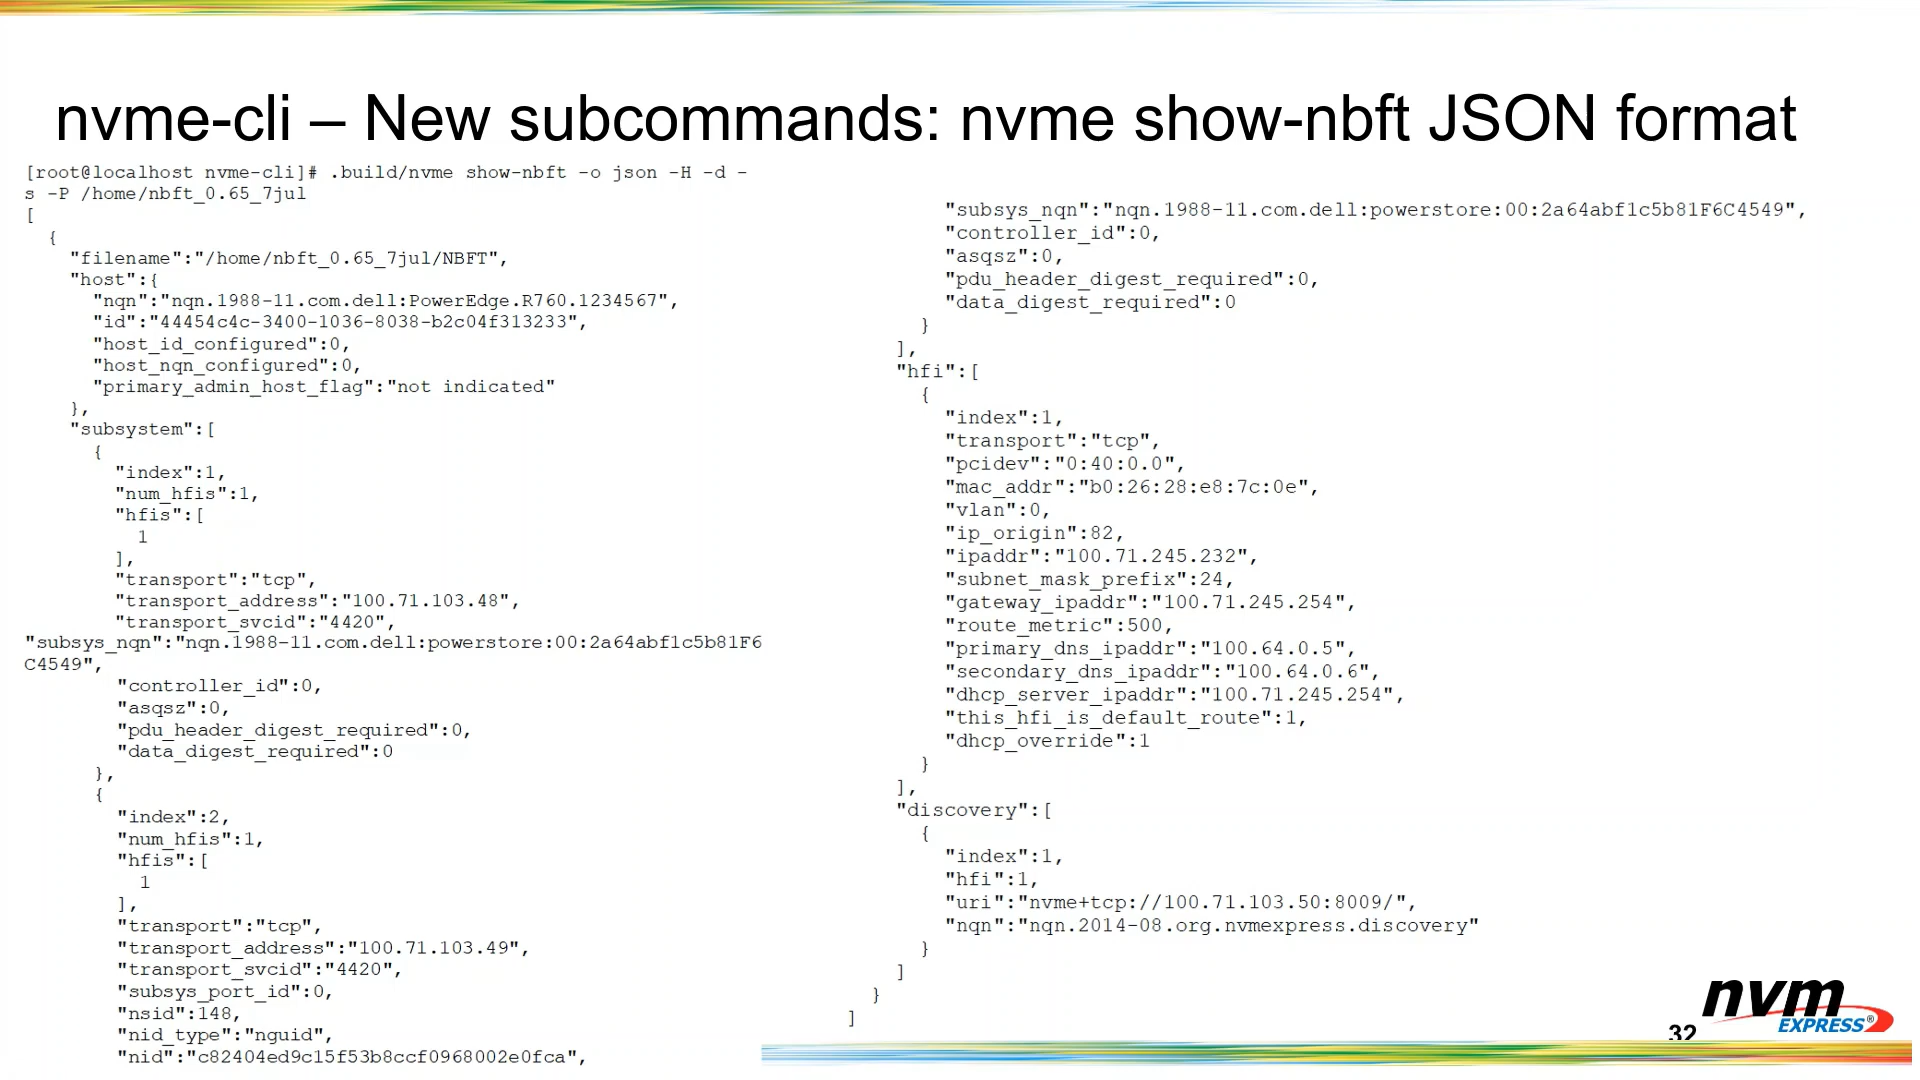 nvme-cli – New subcommands: nvme show-nbft JSON format
[root@localhost nvme-cli]# .build/nvme show-nbft -o json -H -d -
s -P /home/nbft_0.65_7jul
[
  {
    "filename":"/home/nbft_0.65_7jul/NBFT",
    "host":{
      "nqn":"nqn.1988-11.com.dell:PowerEdge.R760.1234567",
      "id":"44454c4c-3400-1036-8038-b2c04f313233",
      "host_id_configured":0,
      "host_nqn_configured":0,
      "primary_admin_host_flag":"not indicated"
    },
    "subsystem":[
      {
        "index":1,
        "num_hfis":1,
        "hfis":[
          1
        ],
        "transport":"tcp",
        "transport_address":"100.71.103.48",
        "transport_svcid":"4420",
"subsys_nqn":"nqn.1988-11.com.dell:powerstore:00:2a64abf1c5b81F6
C4549",
        "controller_id":0,
        "asqsz":0,
        "pdu_header_digest_required":0,
        "data_digest_required":0
      },
      {
        "index":2,
        "num_hfis":1,
        "hfis":[
          1
        ],
        "transport":"tcp",
        "transport_address":"100.71.103.49",
        "transport_svcid":"4420",
        "subsys_port_id":0,
        "nsid":148,
        "nid_type":"nguid",
        "nid":"c82404ed9c15f53b8ccf0968002e0fca",
        "subsys_nqn":"nqn.1988-11.com.dell:powerstore:00:2a64abf1c5b81F6C4549",
        "controller_id":0,
        "asqsz":0,
        "pdu_header_digest_required":0,
        "data_digest_required":0
      }
    ],
    "hfi":[
      {
        "index":1,
        "transport":"tcp",
        "pcidev":"0:40:0.0",
        "mac_addr":"b0:26:28:e8:7c:0e",
        "vlan":0,
        "ip_origin":82,
        "ipaddr":"100.71.245.232",
        "subnet_mask_prefix":24,
        "gateway_ipaddr":"100.71.245.254",
        "route_metric":500,
        "primary_dns_ipaddr":"100.64.0.5",
        "secondary_dns_ipaddr":"100.64.0.6",
        "dhcp_server_ipaddr":"100.71.245.254",
        "this_hfi_is_default_route":1,
        "dhcp_override":1
      }
    ],
    "discovery":[
      {
        "index":1,
        "hfi":1,
        "uri":"nvme+tcp://100.71.103.50:8009/",
        "nqn":"nqn.2014-08.org.nvmexpress.discovery"
      }
    ]
  }
]
nvm
EXPRESS®
32